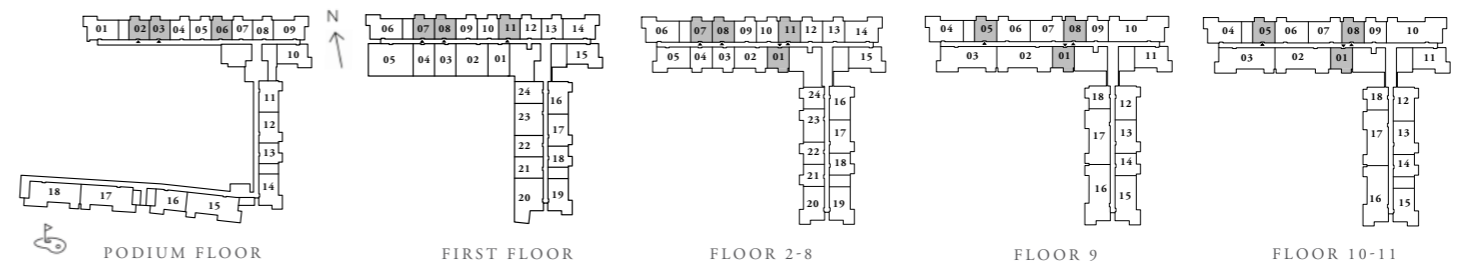 01 02 03 04 05 06 07 08 09
10
11
12
13
14
18 17 16 15
PODIUM FLOOR
N
06 07 08 09 10 11 12 13 14
05 04 03 02 01 15
24 16
23
17
22
18
21
20 19
FIRST FLOOR
06 07 08 09 10 11 12 13 14
05 04 03 02 01 15
24 16
23
17
22
18
21
20 19
FLOOR 2-8
04 05 06 07 08 09 10
03 02 01 11
18 12
17 13
14
16 15
FLOOR 9
04 05 06 07 08 09 10
03 02 01 11
18 12
17 13
14
16 15
FLOOR 10-11